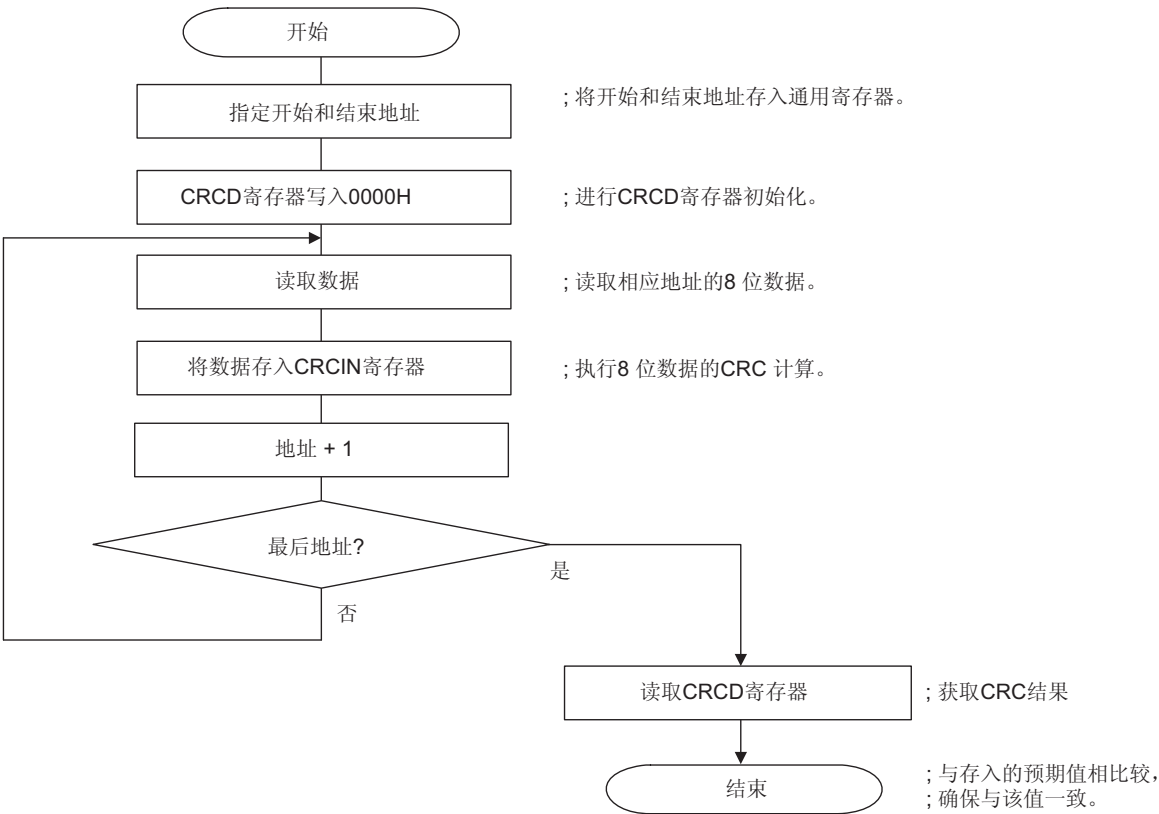 开始
指定开始和结束地址
; 将开始和结束地址存入通用寄存器。
CRCD寄存器写入0000H
; 进行CRCD寄存器初始化。
读取数据
; 读取相应地址的8 位数据。
将数据存入CRCIN寄存器
; 执行8 位数据的CRC 计算。
地址 + 1
最后地址?
是
否
读取CRCD寄存器
; 获取CRC结果
结束
; 与存入的预期值相比较，
; 确保与该值一致。